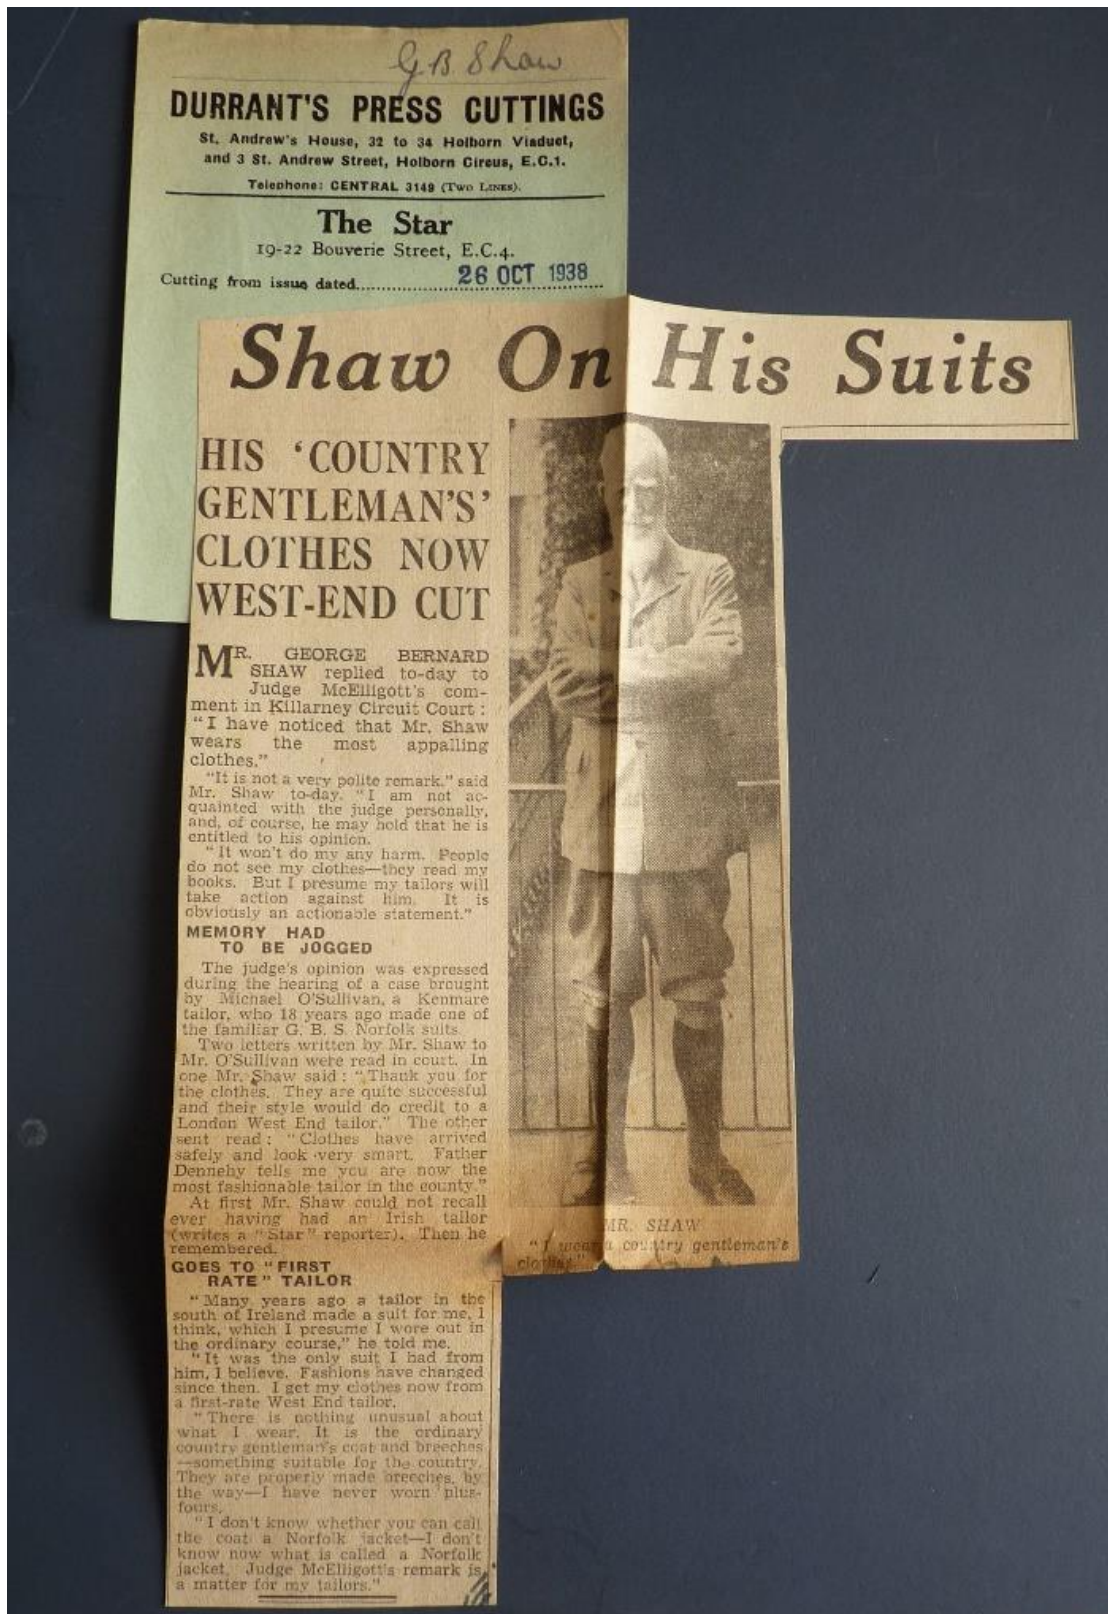 G B Shaw
DURRANT'S PRESS CUTTINGS
St. Andrew's House, 32 to 34 Holborn Viaduct,
and 3 St. Andrew Street, Holborn Circus, E.C.1.
Telephone: CENTRAL 3149 (Two Lines).
The Star
19-22 Bouverie Street, E.C.4.
Cutting from issue dated.................26 OCT 1938
Shaw On His Suits
HIS 'COUNTRY
GENTLEMAN'S'
CLOTHES NOW
WEST-END CUT
MR. GEORGE BERNARD
SHAW replied to-day to
Judge McElligott's com-
ment in Killarney Circuit Court :
"I have noticed that Mr. Shaw
wears the most appalling
clothes."
"It is not a very polite remark," said
Mr. Shaw to-day. "I am not ac-
quainted with the judge personally,
and, of course, he may hold that he is
entitled to his opinion.
"It won't do my any harm. People
do not see my clothes—they read my
books. But I presume my tailors will
take action against him. It is
obviously an actionable statement."
MEMORY HAD
TO BE JOGGED
The judge's opinion was expressed
during the hearing of a case brought
by Michael O'Sullivan, a Kenmare
tailor, who 18 years ago made one of
the familiar G. B. S. Norfolk suits.
Two letters written by Mr. Shaw to
Mr. O'Sullivan were read in court. In
one Mr. Shaw said : "Thank you for
the clothes. They are quite successful
and their style would do credit to a
London West End tailor." The other
sent read : "Clothes have arrived
safely and look very smart. Father
Dennehy tells me you are now the
most fashionable tailor in the county."
At first Mr. Shaw could not recall
ever having had an Irish tailor
(writes a "Star" reporter). Then he
remembered.
GOES TO "FIRST
RATE" TAILOR
"Many years ago a tailor in the
south of Ireland made a suit for me, I
think, which I presume I wore out in
the ordinary course," he told me.
"It was the only suit I had from
him, I believe. Fashions have changed
since then. I get my clothes now from
a first-rate West End tailor.
"There is nothing unusual about
what I wear. It is the ordinary
country gentleman's coat and breeches
—something suitable for the country.
They are properly made breeches, by
the way—I have never worn plus-
fours.
"I don't know whether you can call
the coat a Norfolk jacket—I don't
know now what is called a Norfolk
jacket. Judge McElligott's remark is
a matter for my tailors."
MR. SHAW
"I wear a country gentleman's
clothes"